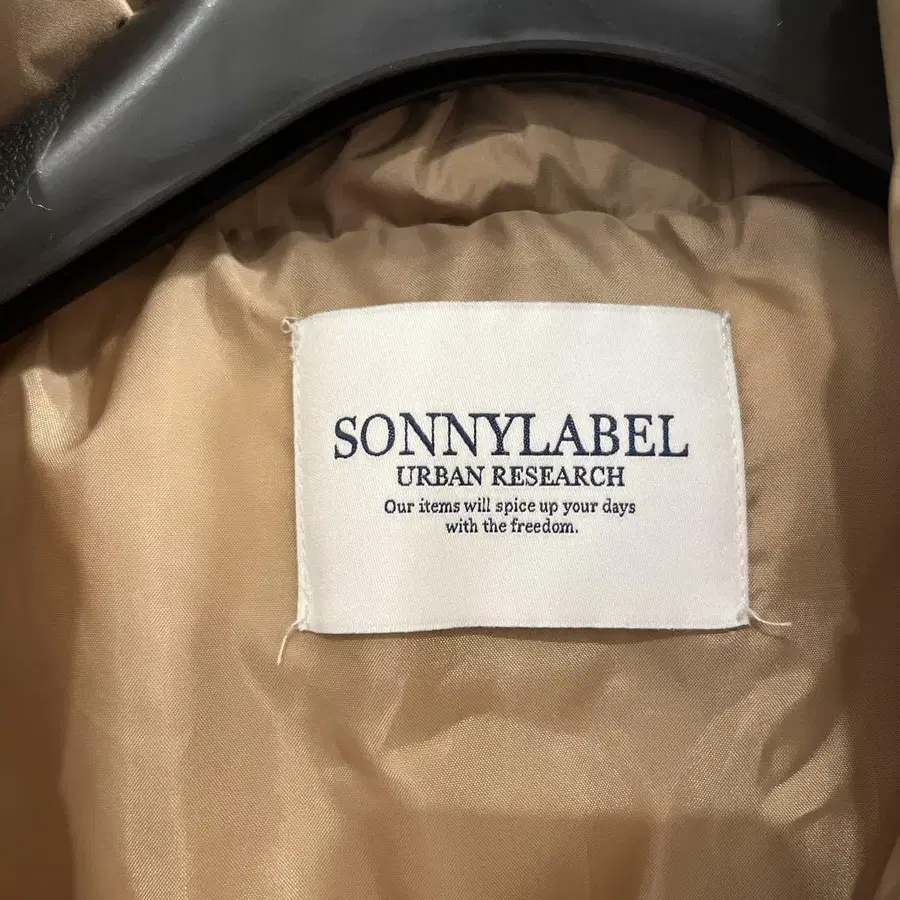 SONNYLABEL
URBAN RESEARCH
Our items will spice up your days
with the freedom.